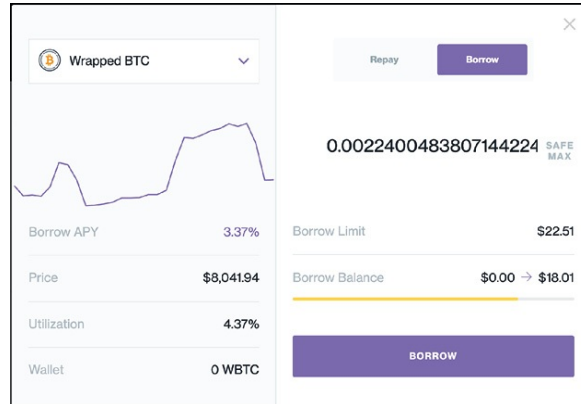 Wrapped BTC
Borrow APY 3.37%
Price $8,041.94
Utilization 4.37%
Wallet 0 WBTC
Repay Borrow
0.0022400483807144224 SAFE MAX
Borrow Limit $22.51
Borrow Balance $0.00 → $18.01
BORROW